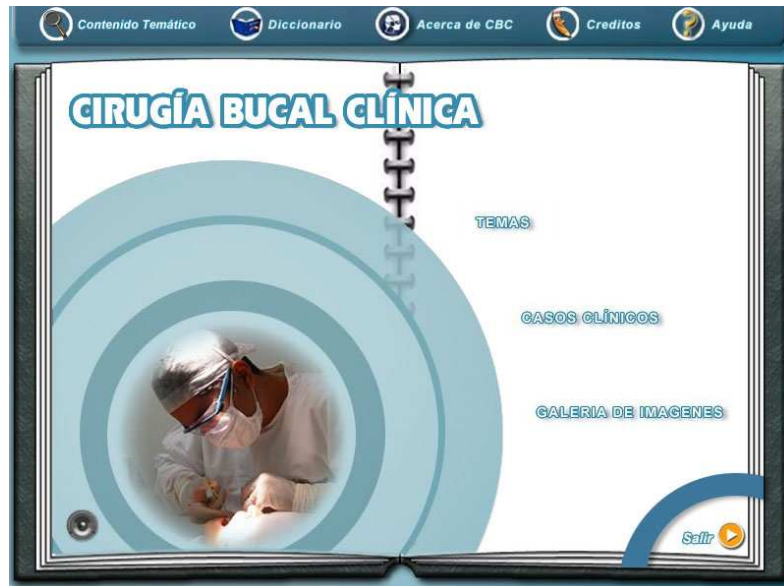 Contenido Temático Diccionario Acerca de CBC Creditos Ayuda
CIRUGÍA BUCAL CLÍNICA
TEMAS
CASOS CLÍNICOS
GALERIA DE IMAGENES
Salir